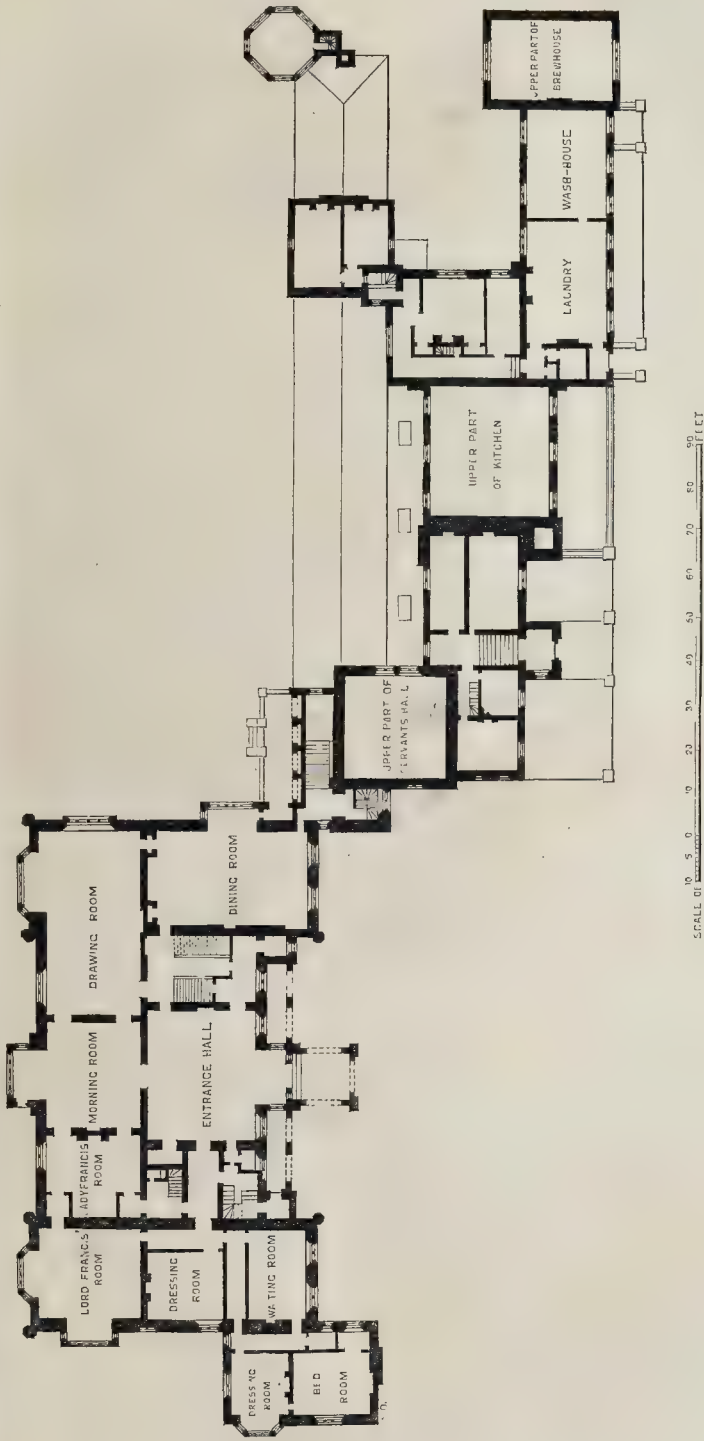 UPPER PART OF
BREWHOUSE
WASH-HOUSE
LAUNDRY
UPPER PART
OF KITCHEN
UPPER PART OF
SERVANTS HALL
DINING ROOM
DRAWING ROOM
MORNING ROOM
ENTRANCE HALL
LADY FRANCIS'
ROOM
LORD FRANCIS'
ROOM
DRESSING
ROOM
WAITING ROOM
DRESSING
ROOM
BED
ROOM
SCALE OF 10 5 0 10 20 30 40 50 60 70 80 90 FEET